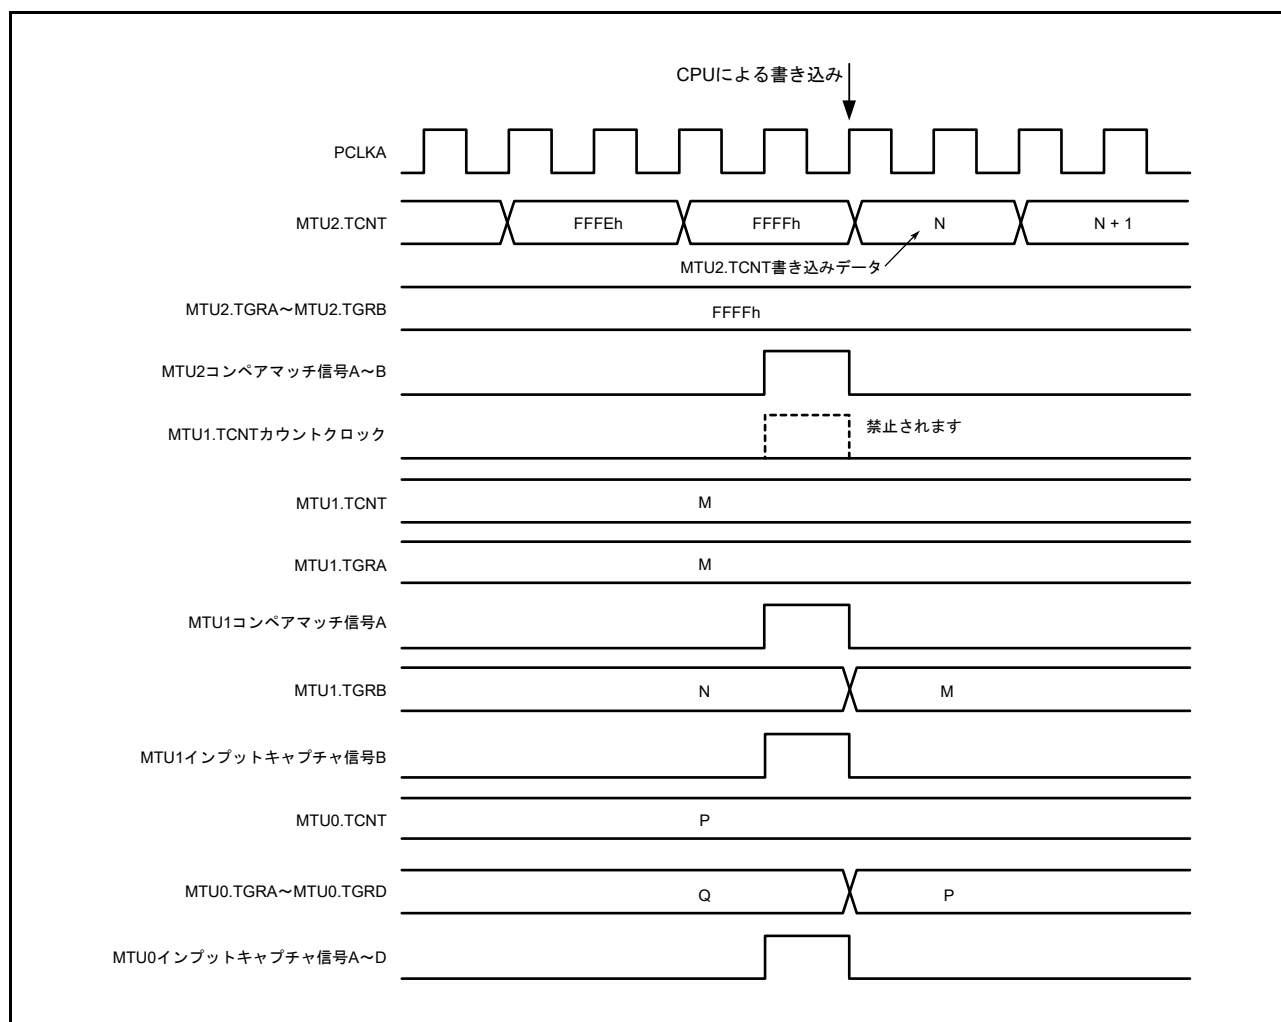 CPUによる書き込み
PCLKA
MTU2.TCNT FFFEh FFFFh N N + 1
MTU2.TCNT書き込みデータ
MTU2.TGRA～MTU2.TGRB FFFFh
MTU2コンペアマッチ信号A～B
MTU1.TCNTカウントクロック 禁止されます
MTU1.TCNT M
MTU1.TGRA M
MTU1コンペアマッチ信号A
MTU1.TGRB N M
MTU1インプットキャプチャ信号B
MTU0.TCNT P
MTU0.TGRA～MTU0.TGRD Q P
MTU0インプットキャプチャ信号A～D